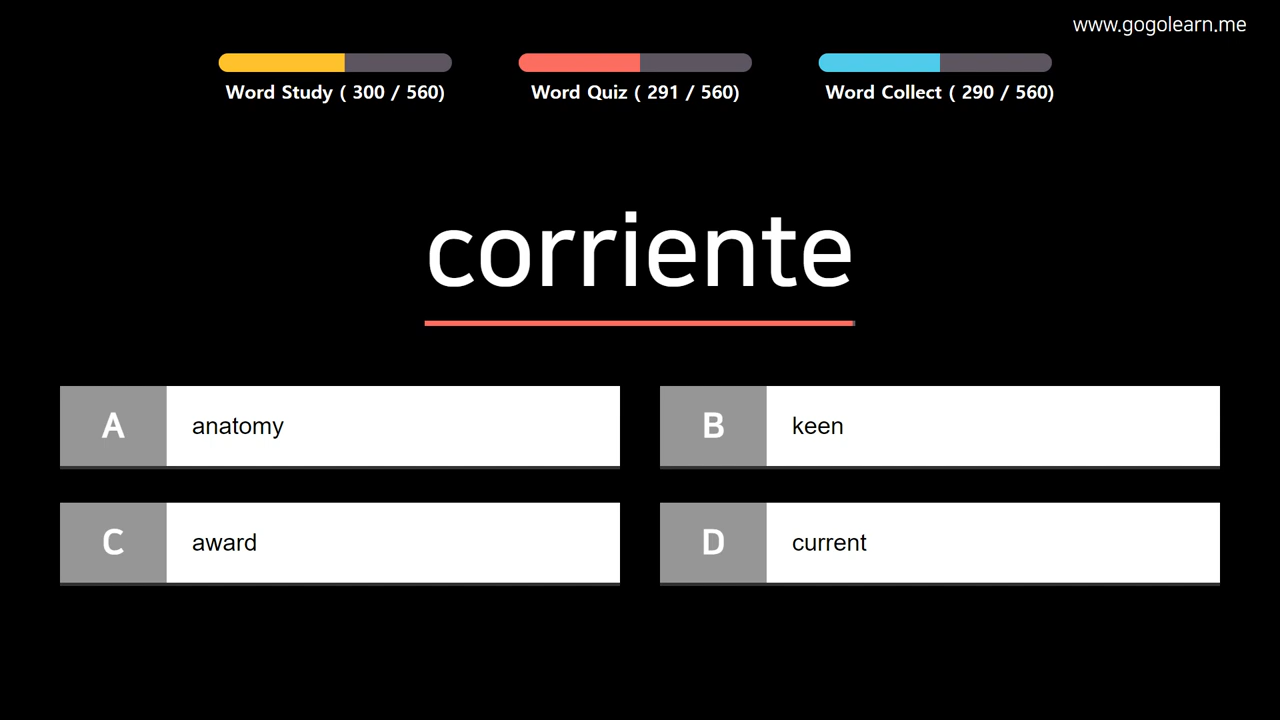 www.gogolearn.me
Word Study ( 300 / 560)
Word Quiz ( 291 / 560)
Word Collect ( 290 / 560)
corriente
A anatomy
B keen
C award
D current